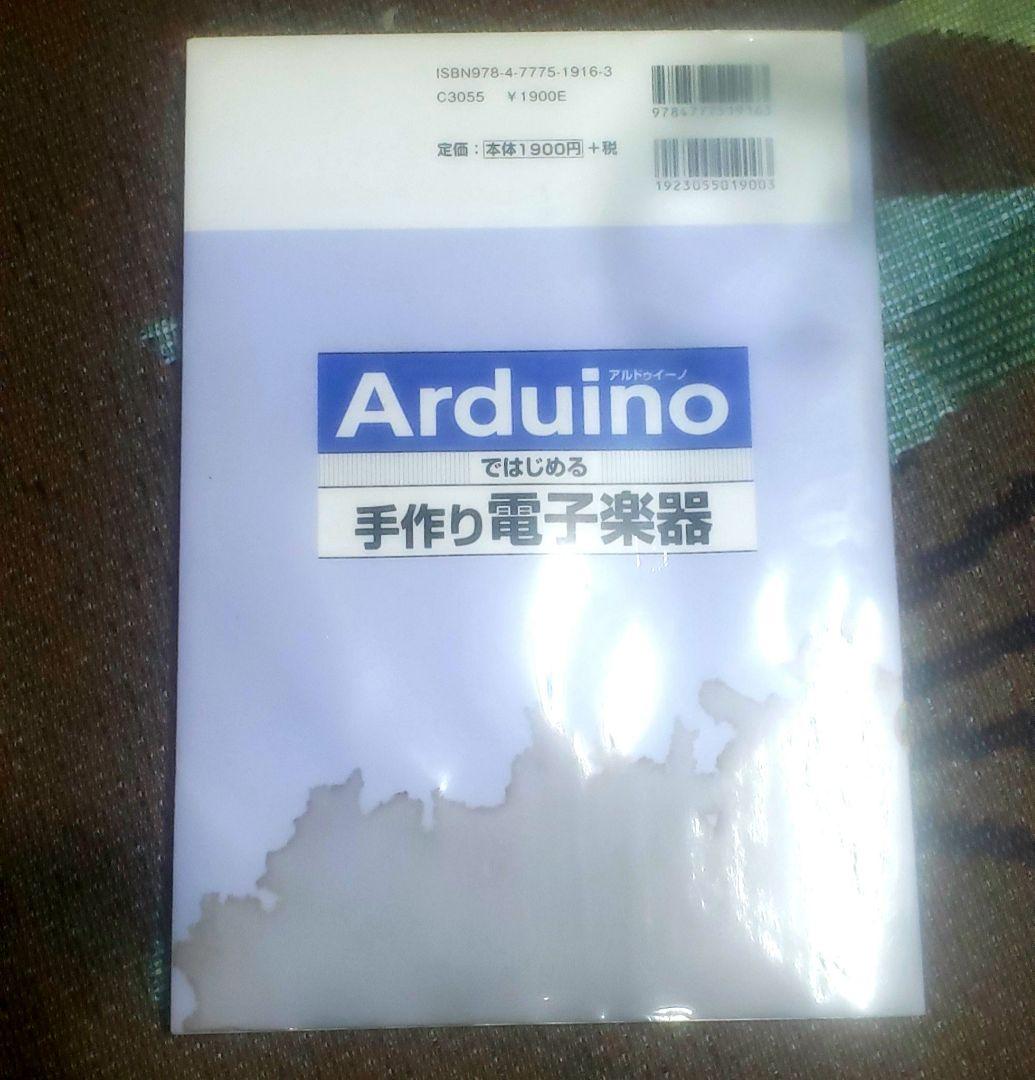 ISBN978-4-7775-1916-3
C3055 ¥1900E
9784777519163
定価：本体1900円＋税
1923055019003
アルドゥイーノ
Arduino
ではじめる
手作り電子楽器